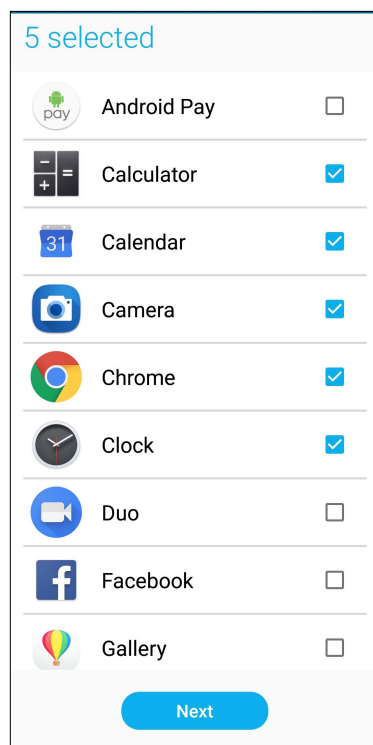 5 selected
pay
Android Pay
Calculator
31
Calendar
Camera
Chrome
Clock
Duo
f
Facebook
Gallery
Next